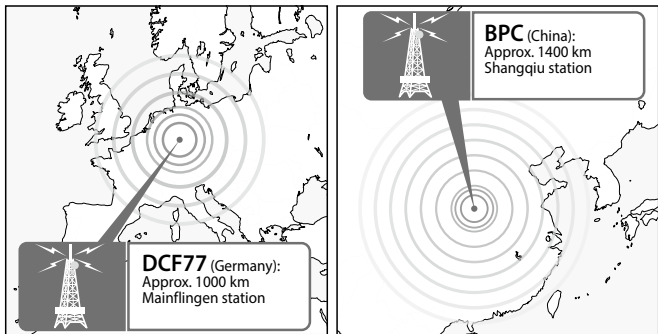 DCF77 (Germany):
Approx. 1000 km
Mainflingen station
BPC (China):
Approx. 1400 km
Shangqiu station